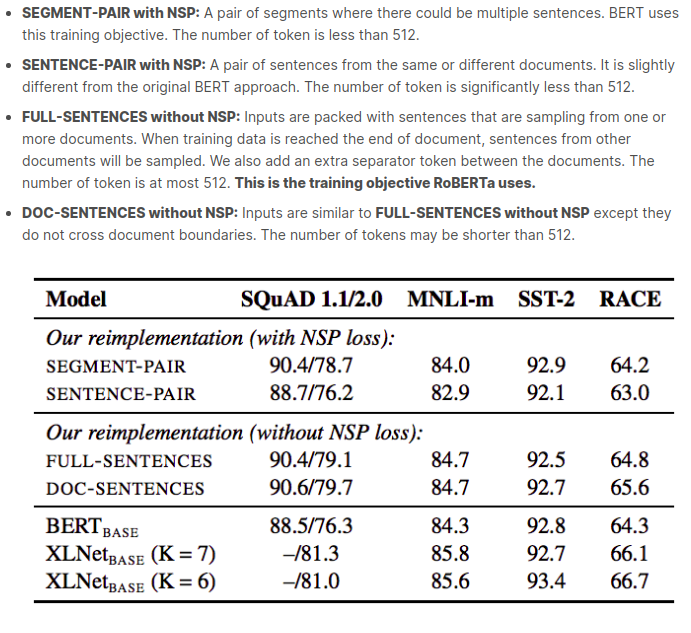 • SEGMENT-PAIR with NSP: A pair of segments where there could be multiple sentences. BERT uses
this training objective. The number of token is less than 512.
• SENTENCE-PAIR with NSP: A pair of sentences from the same or different documents. It is slightly
different from the original BERT approach. The number of token is significantly less than 512.
• FULL-SENTENCES without NSP: Inputs are packed with sentences that are sampling from one or
more documents. When training data is reached the end of document, sentences from other
documents will be sampled. We also add an extra separator token between the documents. The
number of token is at most 512. This is the training objective RoBERTa uses.
• DOC-SENTENCES without NSP: Inputs are similar to FULL-SENTENCES without NSP except they
do not cross document boundaries. The number of tokens may be shorter than 512.
Model SQuAD 1.1/2.0 MNLI-m SST-2 RACE
Our reimplementation (with NSP loss):
SEGMENT-PAIR 90.4/78.7 84.0 92.9 64.2
SENTENCE-PAIR 88.7/76.2 82.9 92.1 63.0
Our reimplementation (without NSP loss):
FULL-SENTENCES 90.4/79.1 84.7 92.5 64.8
DOC-SENTENCES 90.6/79.7 84.7 92.7 65.6
BERT BASE 88.5/76.3 84.3 92.8 64.3
XLNet BASE (K = 7) –/81.3 85.8 92.7 66.1
XLNet BASE (K = 6) –/81.0 85.6 93.4 66.7